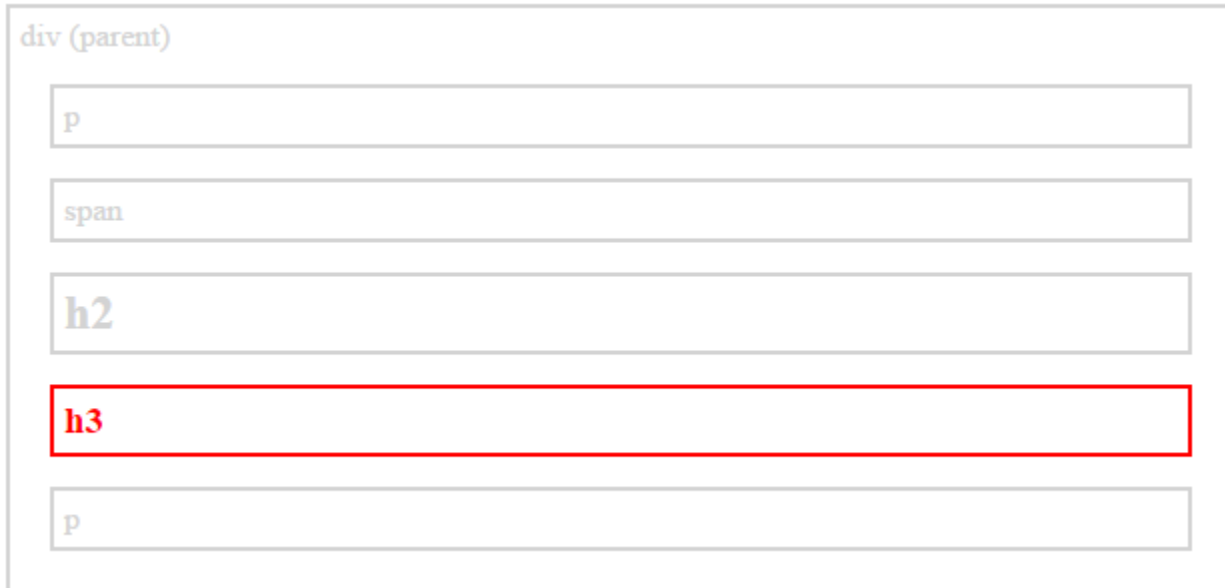 div (parent)
p
span
h2
h3
p